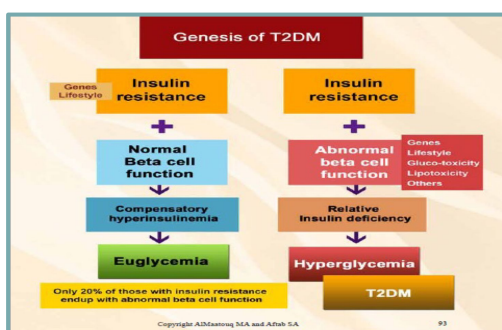 Genesis of T2DM
Genes
Lifestyle
Insulin
resistance
Insulin
resistance
Normal
Beta cell
function
Abnormal
beta cell
function
Genes
Lifestyle
Gluco-toxicity
Lipotoxicity
Others
Compensatory
hyperinsulinemia
Relative
Insulin deficiency
Euglycemia
Hyperglycemia
T2DM
Only 20% of those with insulin resistance
endup with abnormal beta cell function
Copyright AlMaatouq MA and Aftab SA
93